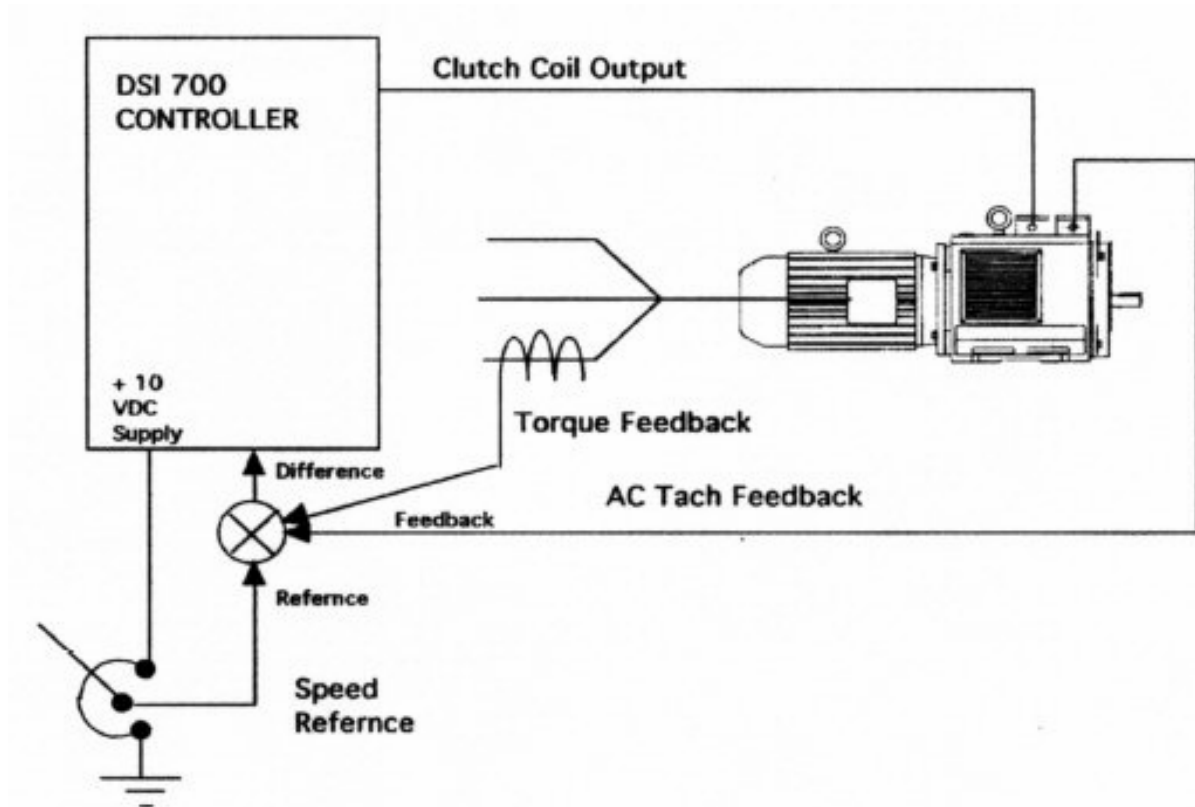 DSI 700
CONTROLLER
Clutch Coil Output
+ 10
VDC
Supply
Torque Feedback
Difference
AC Tach Feedback
Feedback
Refernce
Speed
Refernce